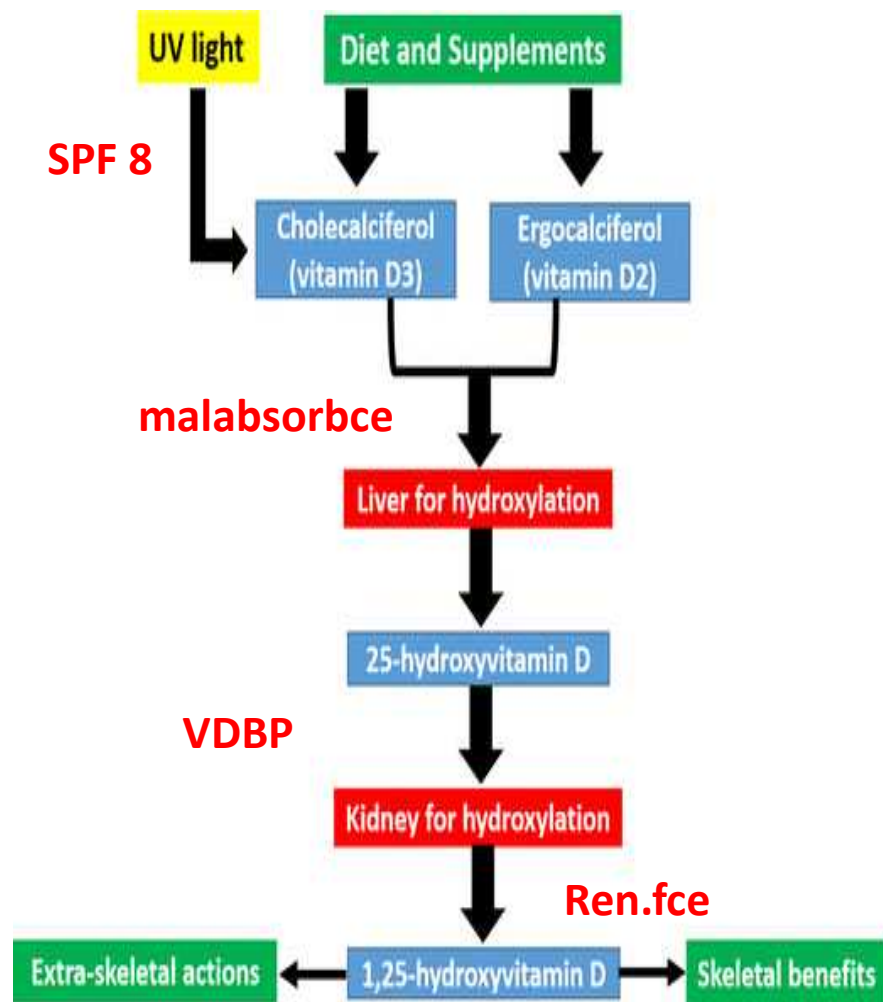 UV light
Diet and Supplements
SPF 8
Cholecalciferol
(vitamin D3)
Ergocalciferol
(vitamin D2)
malabsorbce
Liver for hydroxylation
25-hydroxyvitamin D
VDBP
Kidney for hydroxylation
Ren.fce
Extra-skeletal actions
1,25-hydroxyvitamin D
Skeletal benefits